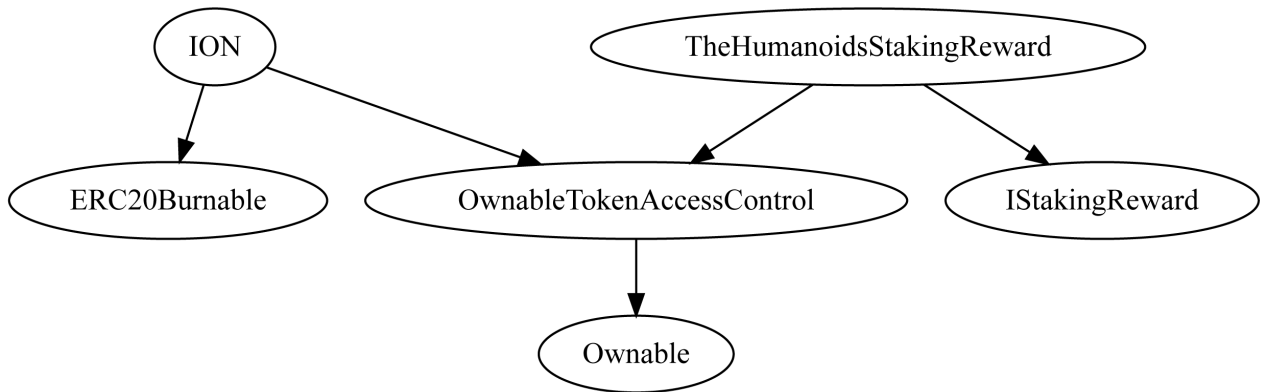 ION
TheHumanoidsStakingReward
ERC20Burnable
OwnableTokenAccessControl
IStakingReward
Ownable